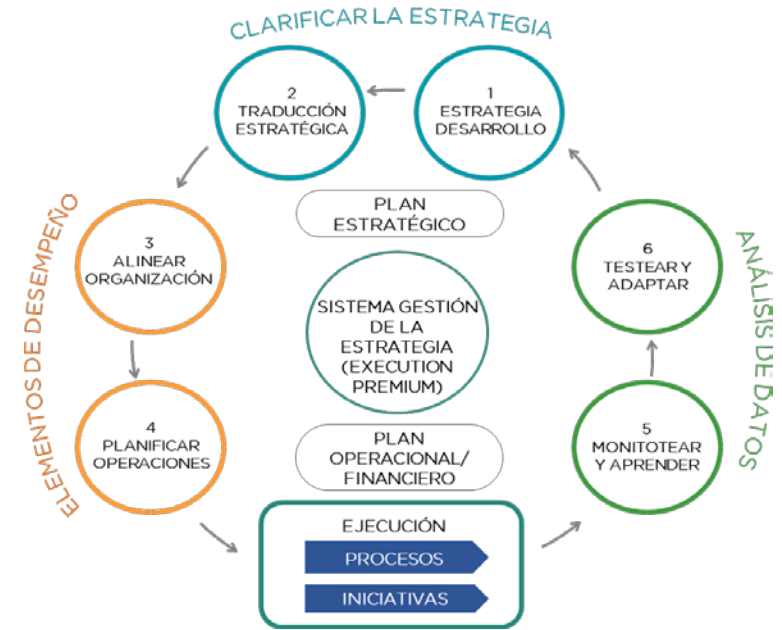 CLARIFICAR LA ESTRATEGIA
1
ESTRATEGIA
DESARROLLO
2
TRADUCCIÓN
ESTRATÉGICA
ELEMENTOS DE DESEMPEÑO
3
ALINEAR
ORGANIZACIÓN
4
PLANIFICAR
OPERACIONES
PLAN
ESTRATÉGICO
SISTEMA GESTIÓN
DE LA
ESTRATEGIA
(EXECUTION
PREMIUM)
PLAN
OPERACIONAL/
FINANCIERO
EJECUCIÓN
PROCESOS
INICIATIVAS
5
MONITOTEAR
Y APRENDER
6
TESTEAR Y
ADAPTAR
ANÁLISIS DE DATOS